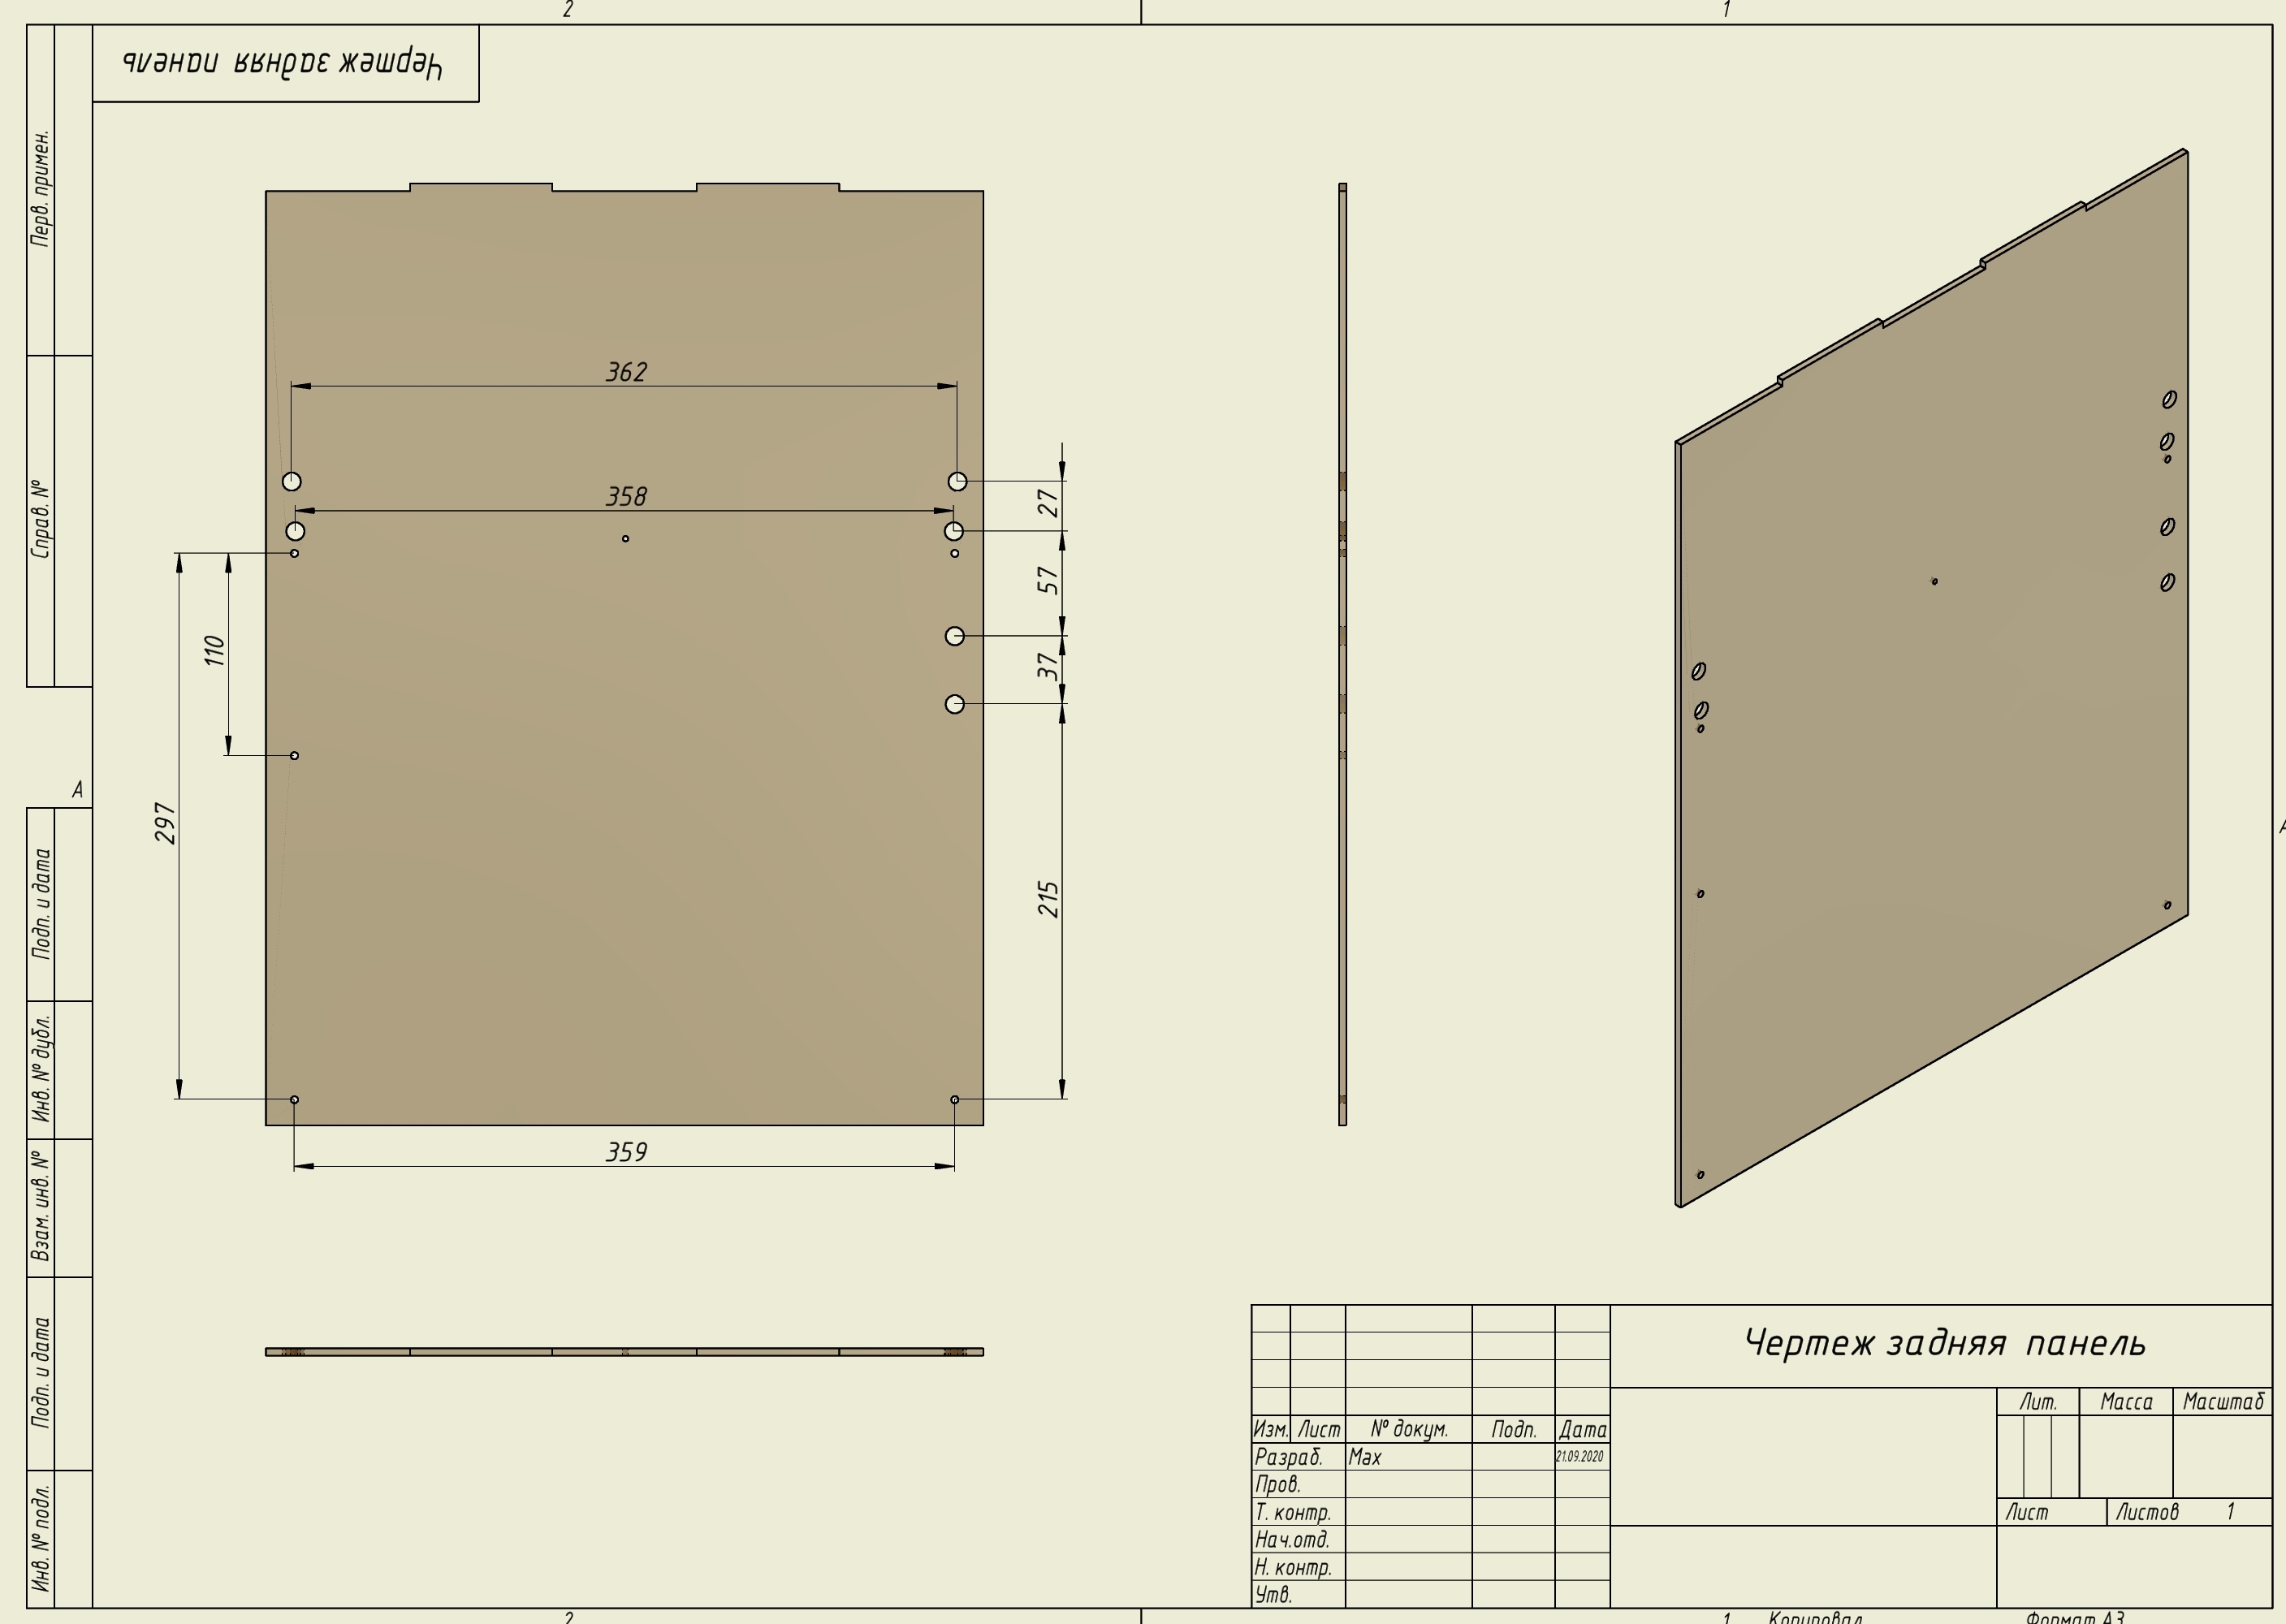 2
1
Чертеж задняя панель
Перв. примен.
Справ. №
А
А
Подп. и дата
Инв. № дубл.
Взам. инв. №
Подп. и дата
Инв. № подл.
362
358
27
57
37
215
110
297
359
Чертеж задняя панель
Лит.
Масса
Масштаб
Изм.
Лист
№ докум.
Подп.
Дата
Разраб.
Max
21.09.2020
Пров.
Т. контр.
Лист
Листов
1
Нач.отд.
Н. контр.
Утв.
2
1
Копировал
Формат А3